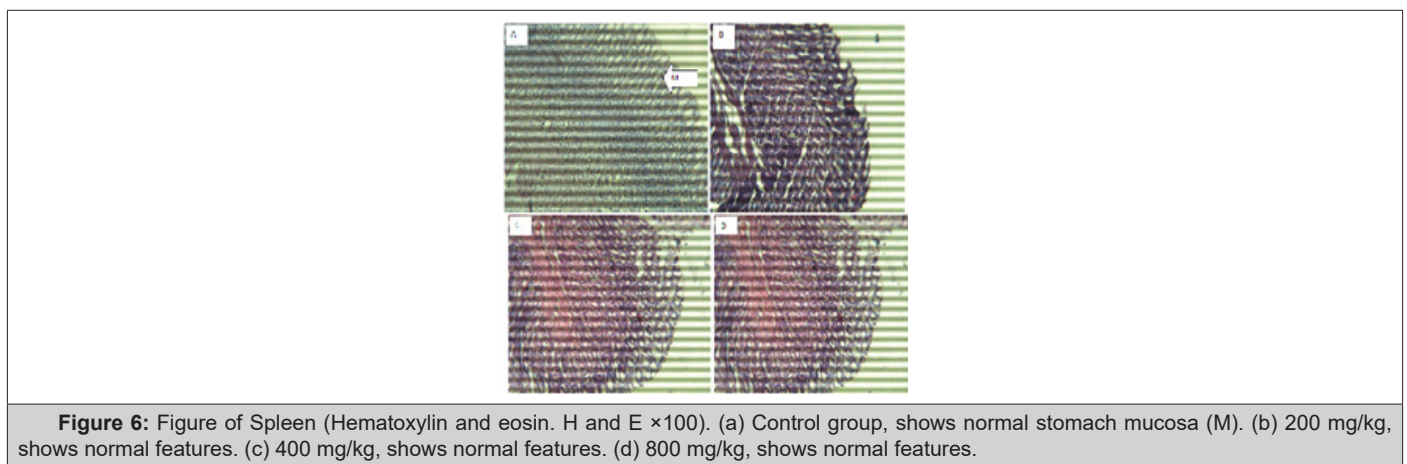 A
M
Figure 6: Figure of Spleen (Hematoxylin and eosin. H and E ×100). (a) Control group, shows normal stomach mucosa (M). (b) 200 mg/kg,
shows normal features. (c) 400 mg/kg, shows normal features. (d) 800 mg/kg, shows normal features.